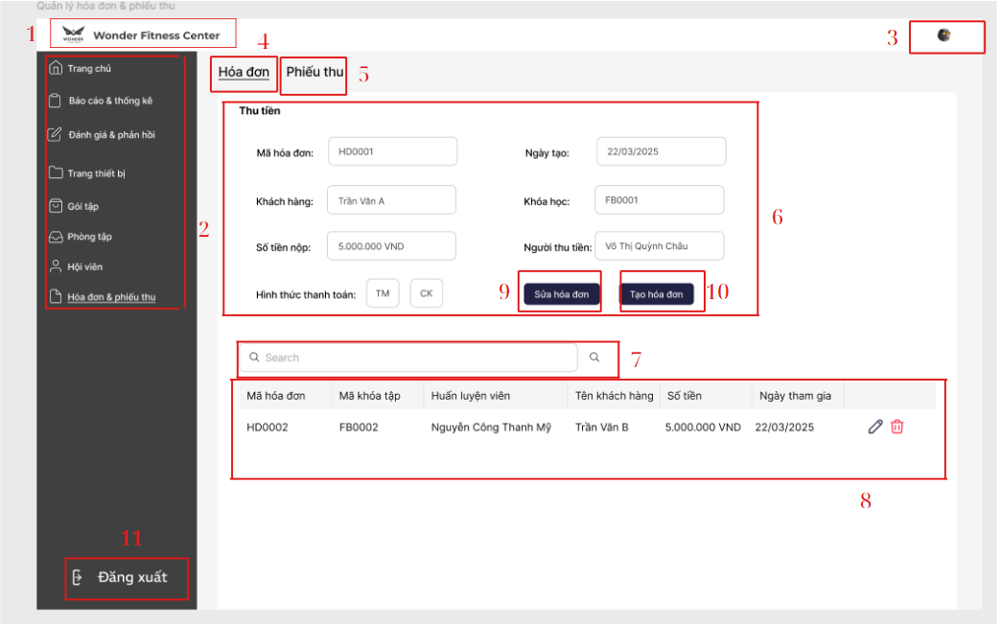 Quản lý hóa đơn & phiếu thu
1
WONDER
Wonder Fitness Center
4
3
Trang chủ
Báo cáo & thống kê
Đánh giá & phản hồi
Trang thiết bị
Gói tập
2
Phòng tập
Hội viên
Hóa đơn & phiếu thu
11
Đăng xuất
Hóa đơn
Phiếu thu
5
Thu tiền
Mã hóa đơn: HD0001
Ngày tạo: 22/03/2025
Khách hàng: Trần Văn A
Khóa học: FB0001
6
Số tiền nộp: 5.000.000 VND
Người thu tiền: Võ Thị Quỳnh Châu
Hình thức thanh toán: TM CK
9
Sửa hóa đơn
Tạo hóa đơn
10
Search
7
Mã hóa đơn Mã khóa tập Huấn luyện viên Tên khách hàng Số tiền Ngày tham gia
HD0002 FB0002 Nguyễn Công Thanh Mỹ Trần Văn B 5.000.000 VND 22/03/2025
8